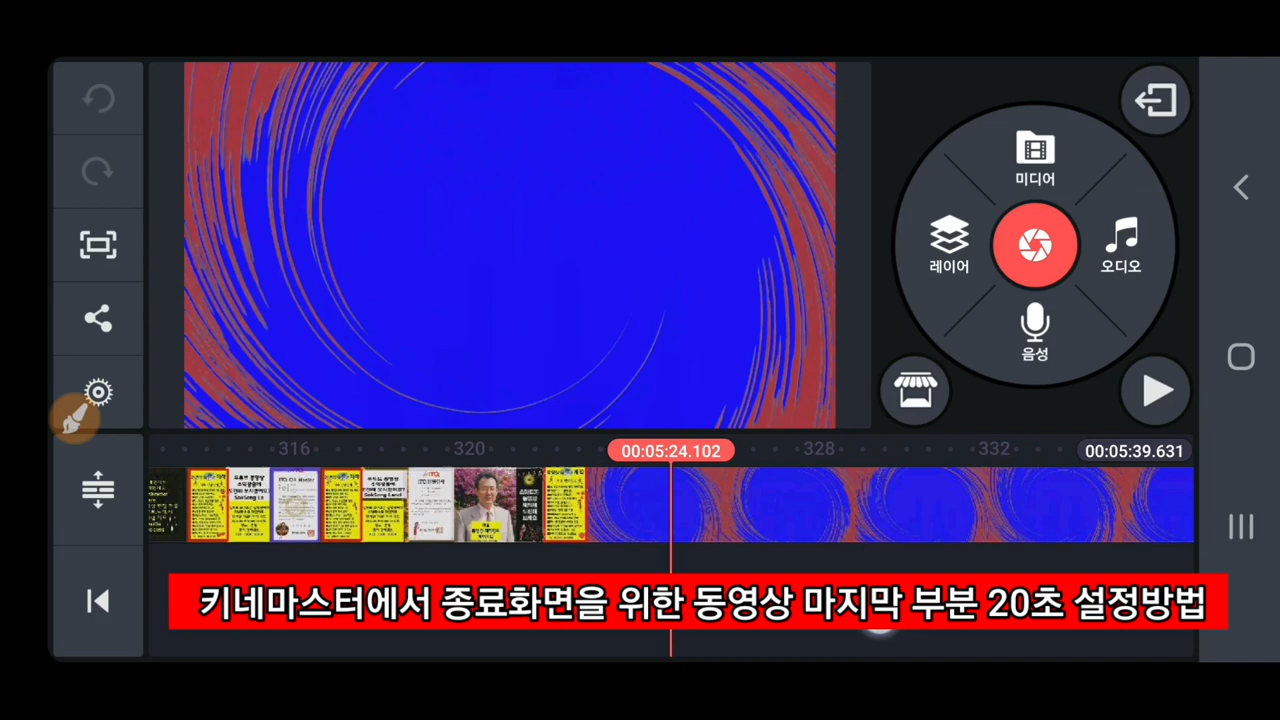 미디어
레이어
오디오
음성
316
320
00:05:24.102
328
332
00:05:39.631
키네마스터에서 종료화면을 위한 동영상 마지막 부분 20초 설정방법